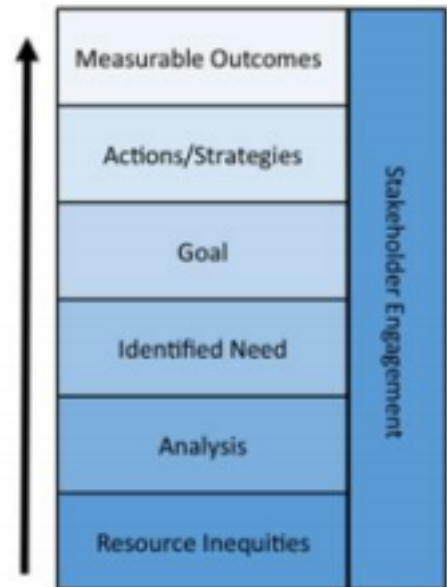 Measurable Outcomes
Actions/Strategies
Goal
Identified Need
Analysis
Resource Inequities
Stakeholder Engagement